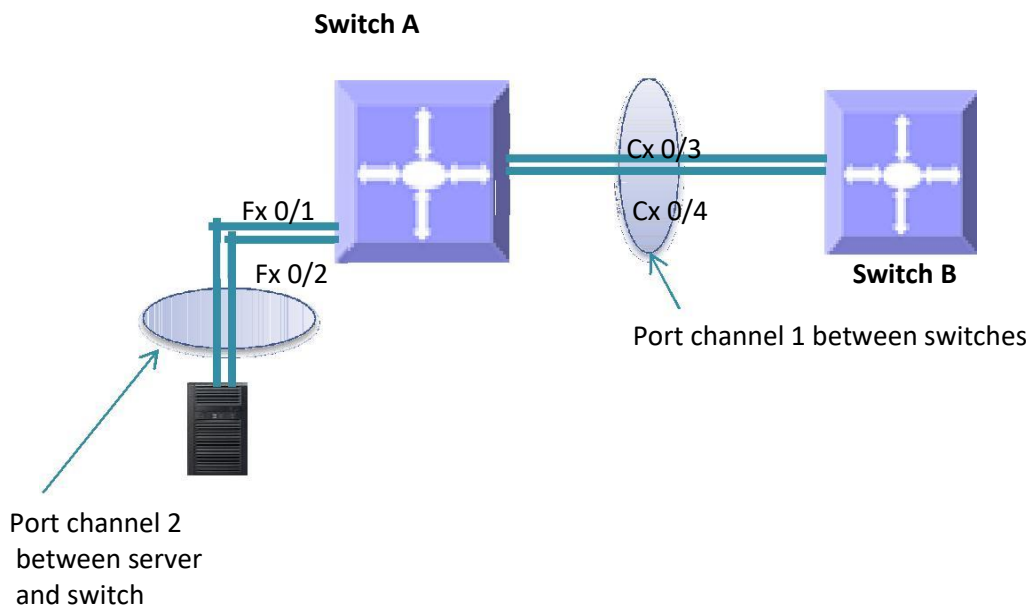 Switch A
Cx 0/3
Fx 0/1
Cx 0/4
Fx 0/2
Switch B
Port channel 1 between switches
Port channel 2
between server
and switch